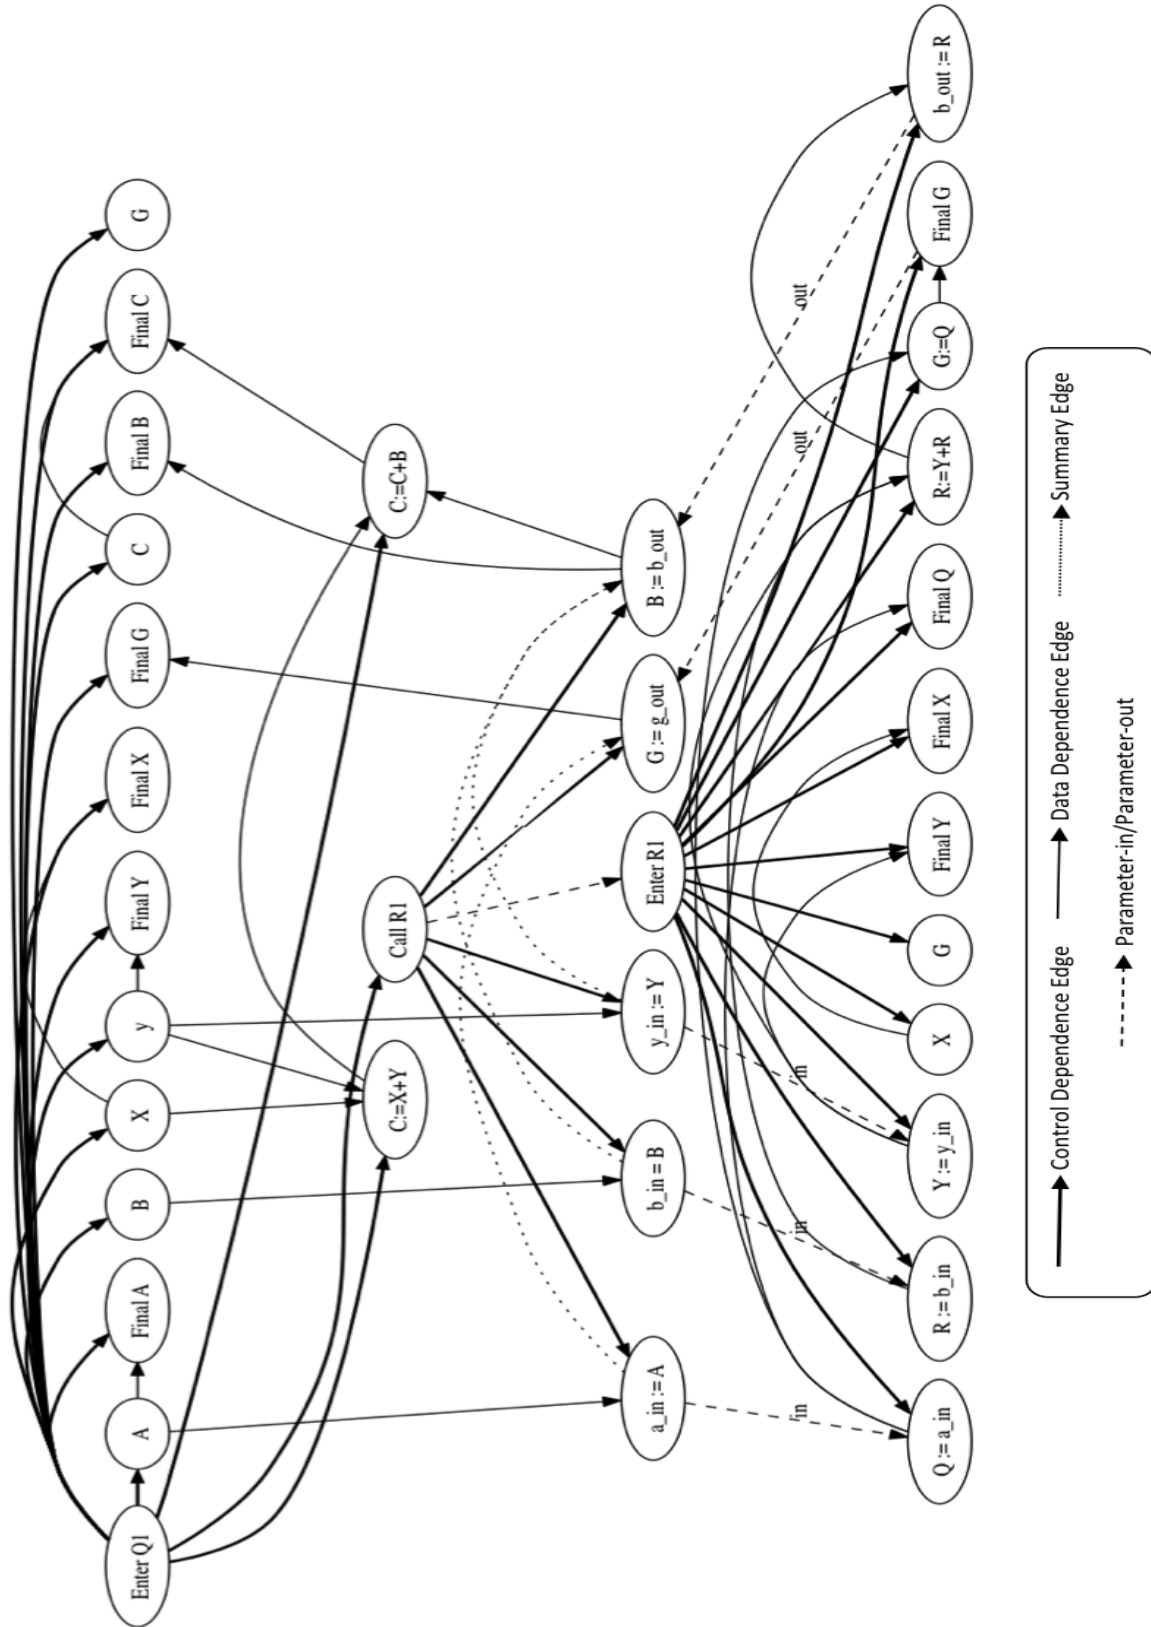 Enter Q1
A
Final A
B
X
y
Final Y
Final X
Final G
C
Final B
Final C
G
C:=X+Y
Call R1
C:=C+B
a_in := A
b_in = B
y_in := Y
Enter R1
G := g_out
B := b_out
in
in
in
out
out
Q := a_in
R := b_in
Y := y_in
X
G
Final Y
Final X
Final Q
R:=Y+R
G:=Q
Final G
b_out := R
Control Dependence Edge
Data Dependence Edge
Summary Edge
Parameter-in/Parameter-out